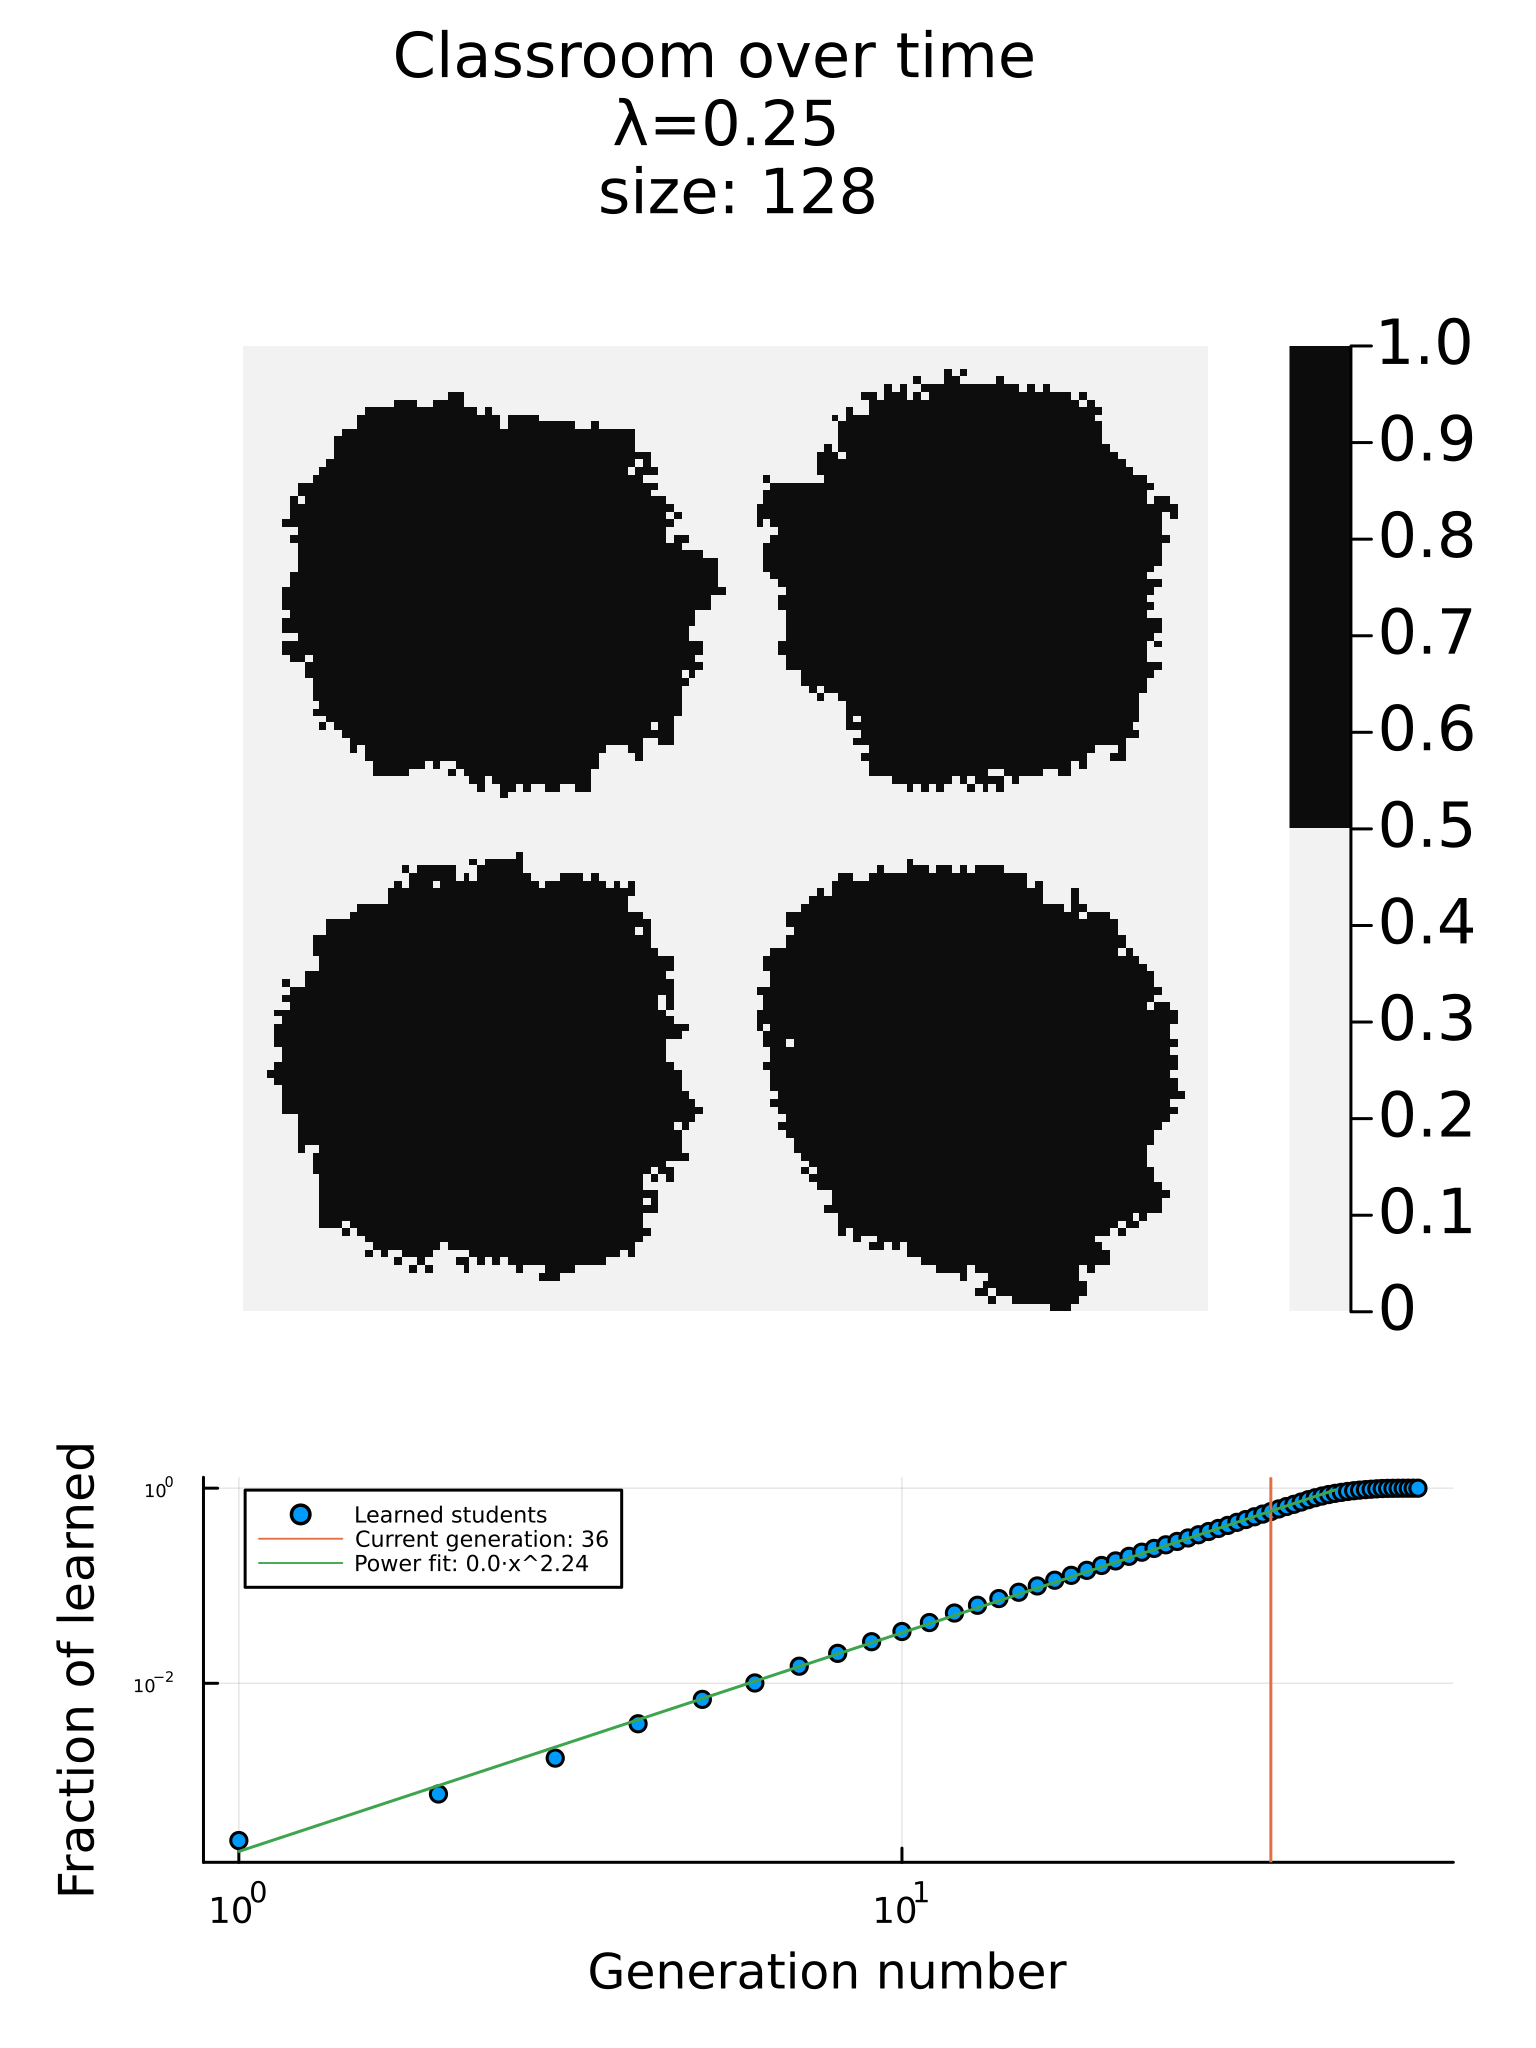 Classroom over time
λ=0.25
size: 128
1.0
0.9
0.8
0.7
0.6
0.5
0.4
0.3
0.2
0.1
0
Fraction of learned
10⁰
10⁻²
Learned students
Current generation: 36
Power fit: 0.0·x^2.24
10⁰
10¹
Generation number